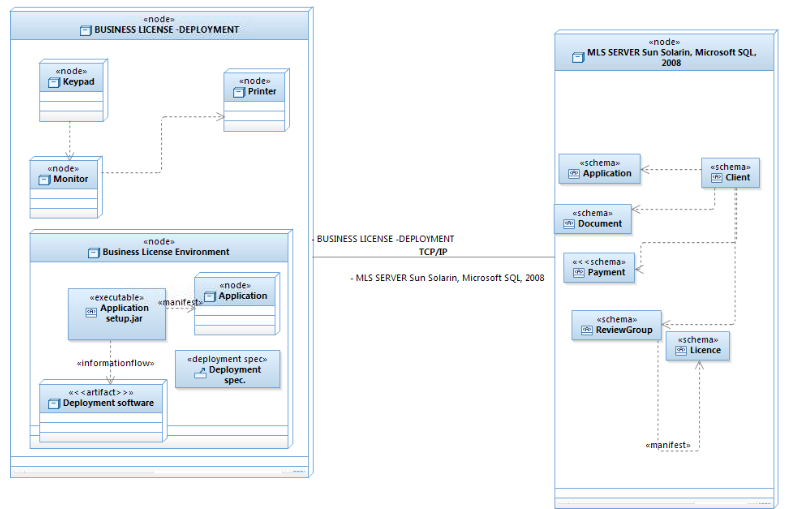 «node»
BUSINESS LICENSE -DEPLOYMENT
«node»
Keypad
«node»
Printer
«node»
Monitor
«node»
Business License Environment
«executable»
Application
setup.jar
«manifest»
«node»
Application
«informationflow»
«deployment spec»
Deployment
spec.
«<<artifact>>»
Deployment software
- BUSINESS LICENSE -DEPLOYMENT
TCP/IP
- MLS SERVER Sun Solarin, Microsoft SQL, 2008
«node»
MLS SERVER Sun Solarin, Microsoft SQL,
2008
«schema»
Application
«schema»
Client
«schema»
Document
«<<schema»
Payment
«schema»
ReviewGroup
«schema»
Licence
«manifest»